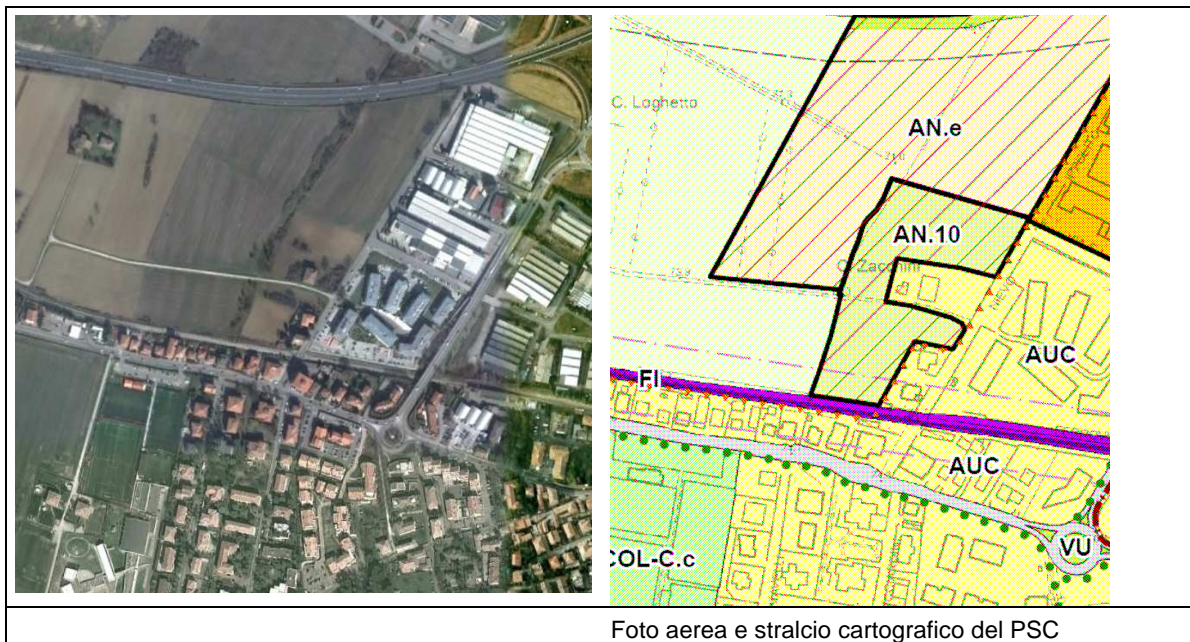 C. Loghetto
AN.e
AN.10
Zacchini
AUC
FI
AUC
VU
COL-C.c
Foto aerea e stralcio cartografico del PSC